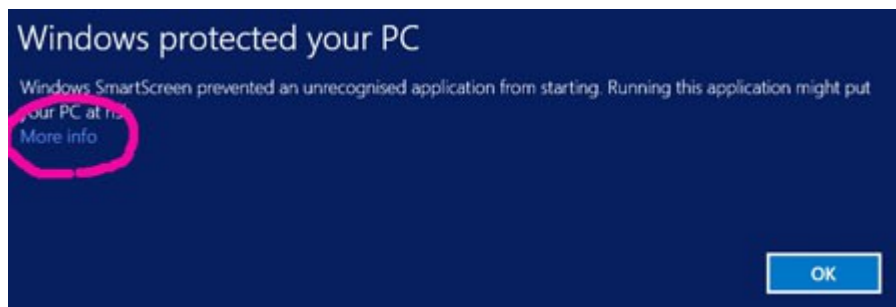 Windows protected your PC
Windows SmartScreen prevented an unrecognised application from starting. Running this application might put
your PC at
More info
OK